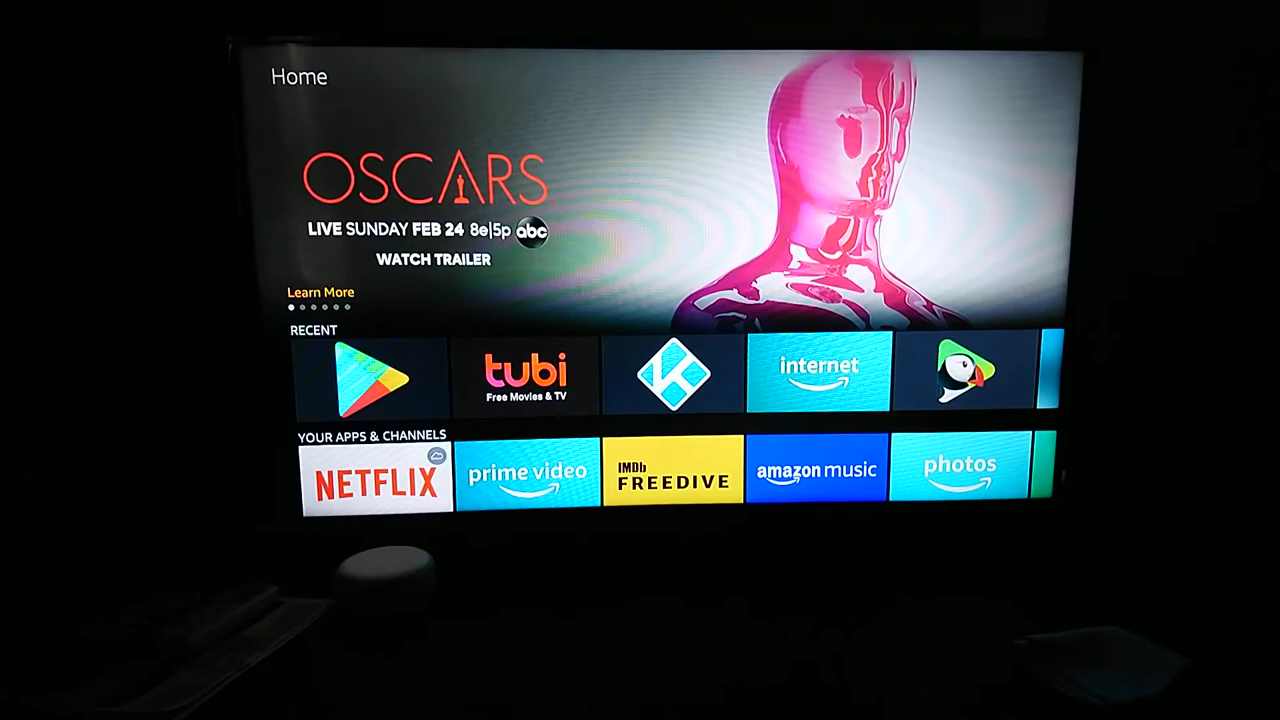 Home
OSCARS
LIVE SUNDAY FEB 24 8e|5p abc
WATCH TRAILER
Learn More
RECENT
tubi
Free Movies & TV
internet
YOUR APPS & CHANNELS
NETFLIX
prime video
IMDb
FREEDIVE
amazon music
photos